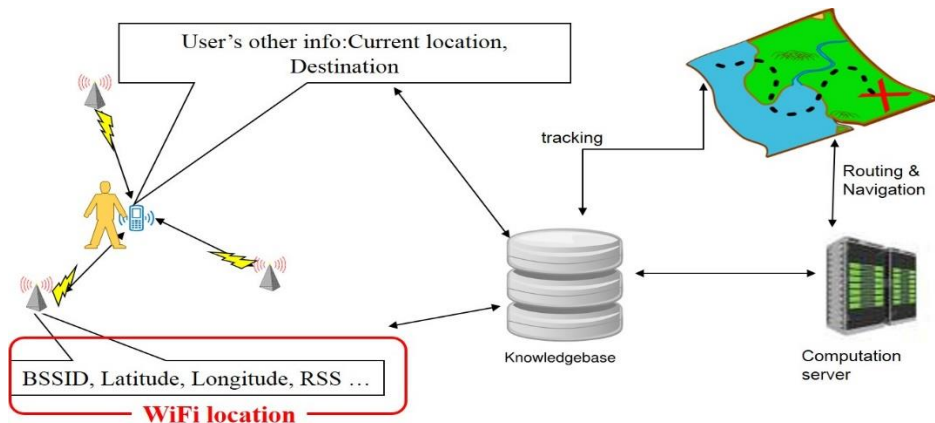 User’s other info:Current location,
Destination
tracking
Routing &
Navigation
Knowledgebase
Computation
server
BSSID, Latitude, Longitude, RSS …
WiFi location